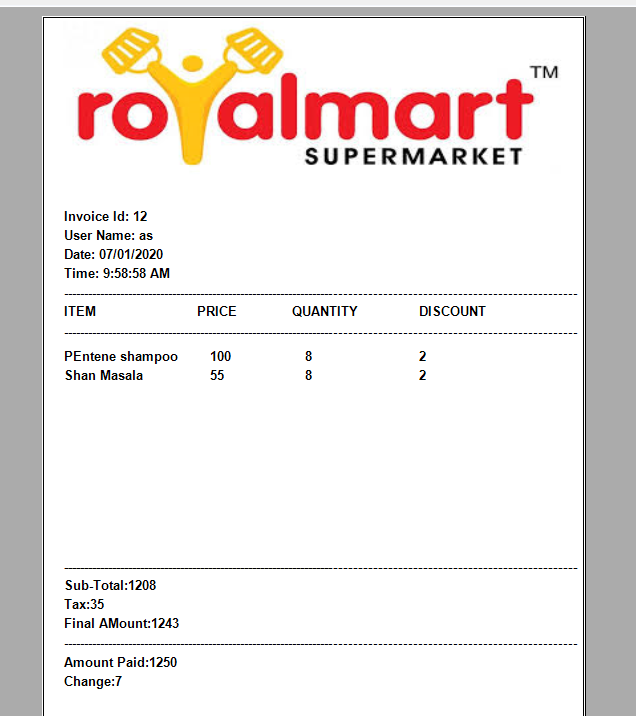 royalmart TM
SUPERMARKET
Invoice Id: 12
User Name: as
Date: 07/01/2020
Time: 9:58:58 AM
ITEM PRICE QUANTITY DISCOUNT
PEntene shampoo 100 8 2
Shan Masala 55 8 2
Sub-Total:1208
Tax:35
Final AMount:1243
Amount Paid:1250
Change:7